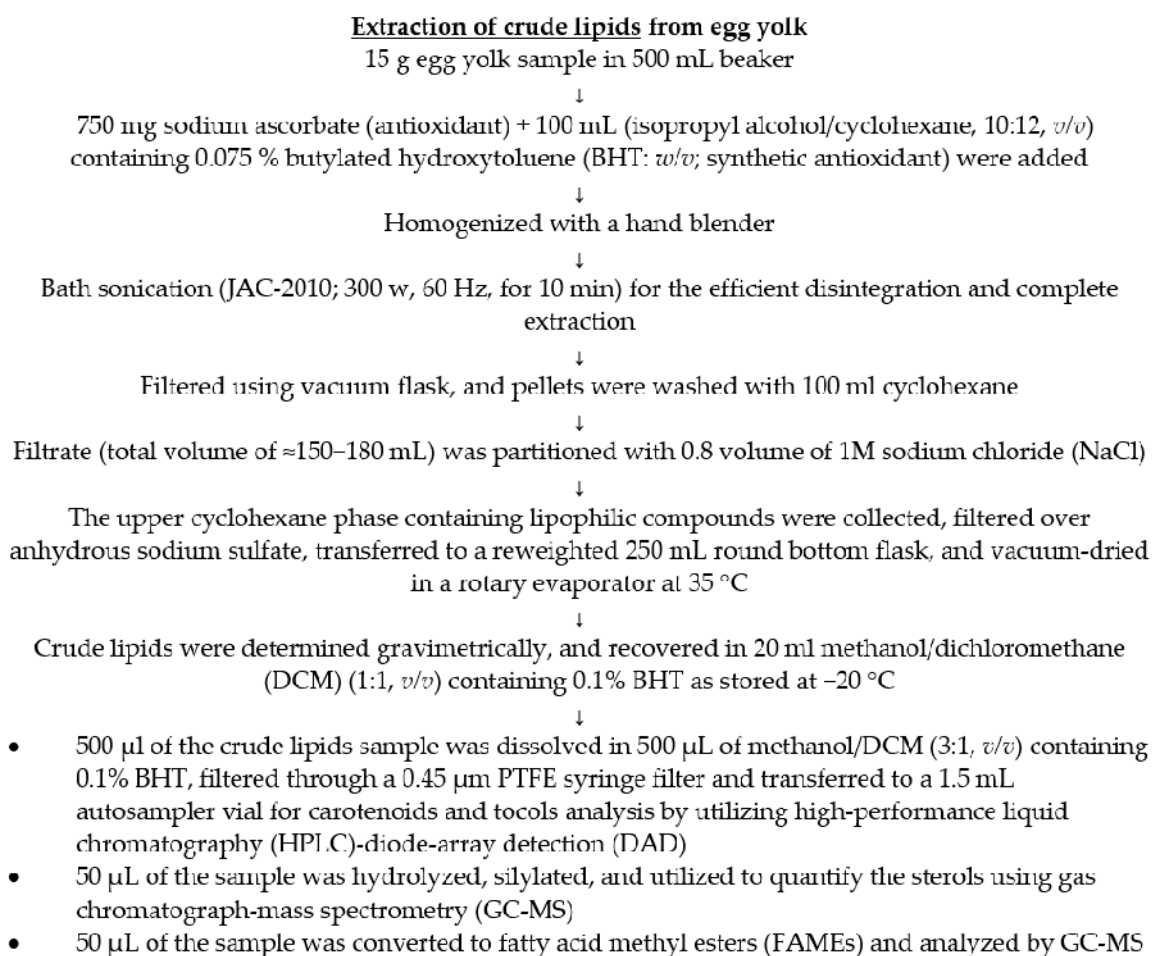 Extraction of crude lipids from egg yolk
15 g egg yolk sample in 500 mL beaker
↓
750 mg sodium ascorbate (antioxidant) + 100 mL (isopropyl alcohol/cyclohexane, 10:12, v/v)
containing 0.075 % butylated hydroxytoluene (BHT: w/v; synthetic antioxidant) were added
↓
Homogenized with a hand blender
↓
Bath sonication (JAC-2010; 300 w, 60 Hz, for 10 min) for the efficient disintegration and complete
extraction
↓
Filtered using vacuum flask, and pellets were washed with 100 ml cyclohexane
↓
Filtrate (total volume of ≈150–180 mL) was partitioned with 0.8 volume of 1M sodium chloride (NaCl)
↓
The upper cyclohexane phase containing lipophilic compounds were collected, filtered over
anhydrous sodium sulfate, transferred to a reweighted 250 mL round bottom flask, and vacuum-dried
in a rotary evaporator at 35 °C
↓
Crude lipids were determined gravimetrically, and recovered in 20 ml methanol/dichloromethane
(DCM) (1:1, v/v) containing 0.1% BHT as stored at –20 °C
↓
• 500 µl of the crude lipids sample was dissolved in 500 µL of methanol/DCM (3:1, v/v) containing
0.1% BHT, filtered through a 0.45 µm PTFE syringe filter and transferred to a 1.5 mL
autosampler vial for carotenoids and tocols analysis by utilizing high-performance liquid
chromatography (HPLC)-diode-array detection (DAD)
• 50 µL of the sample was hydrolyzed, silylated, and utilized to quantify the sterols using gas
chromatograph-mass spectrometry (GC-MS)
• 50 µL of the sample was converted to fatty acid methyl esters (FAMEs) and analyzed by GC-MS